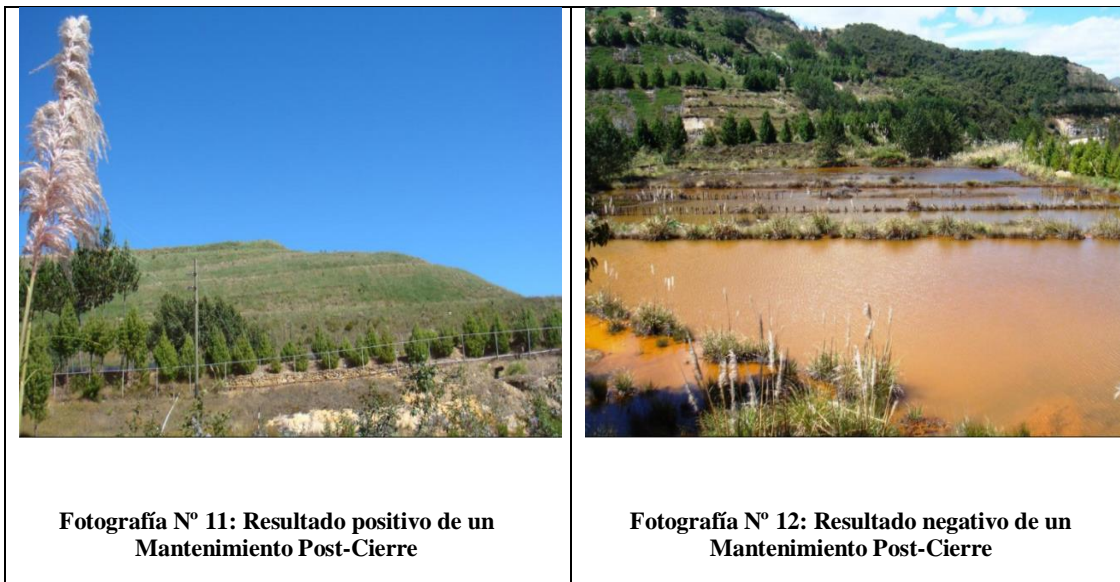 Fotografía Nº 11: Resultado positivo de un
Mantenimiento Post-Cierre
Fotografía Nº 12: Resultado negativo de un
Mantenimiento Post-Cierre